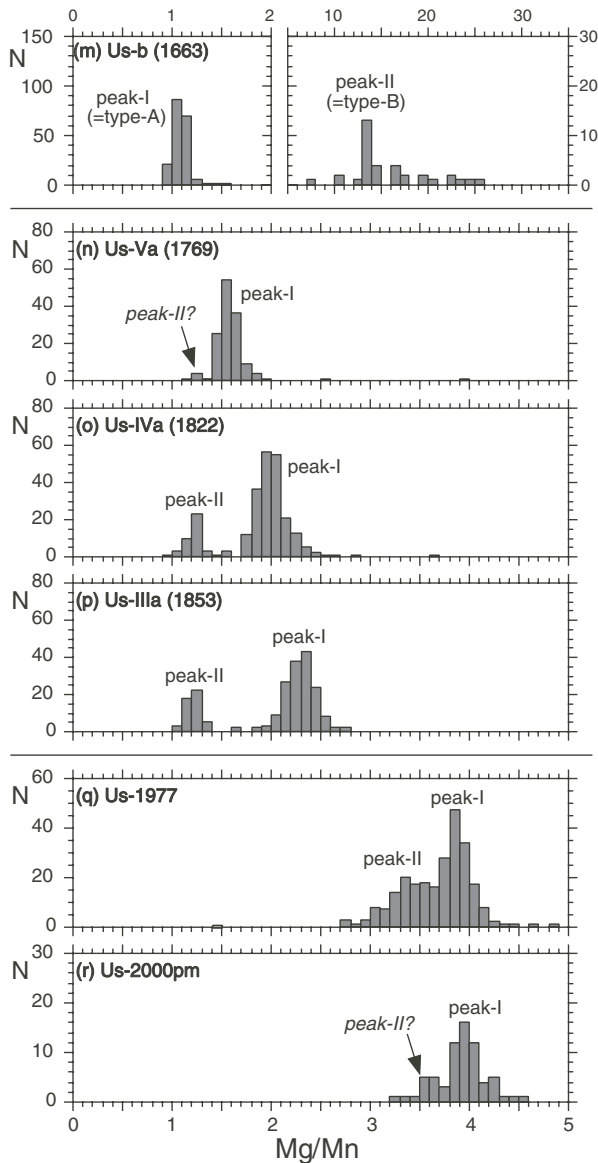 0 1 2 10 20 30
150 30
N
(m) Us-b (1663)
peak-I
(=type-A)
peak-II
(=type-B)
100 20
50 10
0 0
80
N
(n) Us-Va (1769)
60
peak-I
peak-II?
40
20
0
80
N
(o) Us-IVa (1822)
60
peak-I
40
peak-II
20
0
80
N
(p) Us-IIIa (1853)
60
peak-I
40
peak-II
20
0
60
N
(q) Us-1977
peak-I
40
peak-II
20
0
30
N
(r) Us-2000pm
20
peak-I
peak-II?
10
0
0 1 2 3 4 5
Mg/Mn